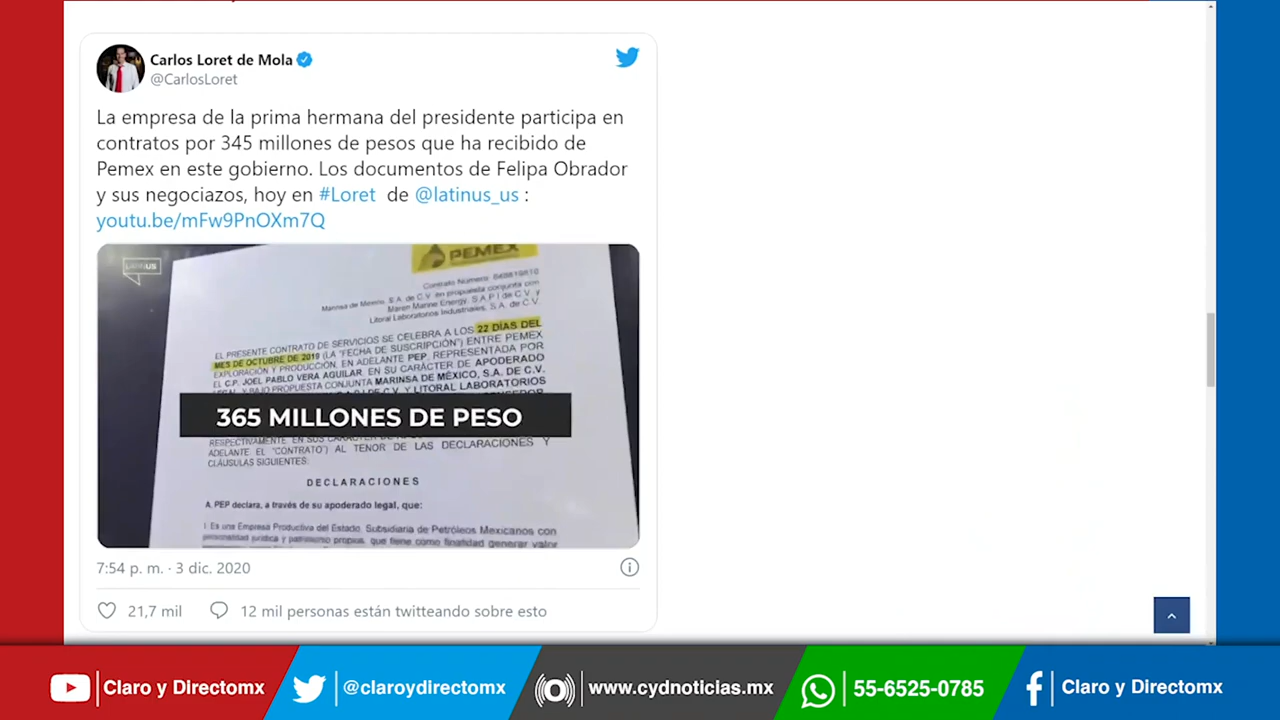 Carlos Loret de Mola
@CarlosLoret
La empresa de la prima hermana del presidente participa en
contratos por 345 millones de pesos que ha recibido de
Pemex en este gobierno. Los documentos de Felipa Obrador
y sus negociazos, hoy en #Loret de @latinus_us :
youtu.be/mFw9PnOXm7Q
LATINUS
PEMEX
Contrato Número:
Marinsa de México, S.A. de C.V. en propuesta conjunta con
Maren Marine Energy, S.A.P.I de C.V. y
Litoral Laboratorios Industriales, S.A. de C.V.
EL PRESENTE CONTRATO DE SERVICIOS SE CELEBRA A LOS 22 DÍAS DEL
MES DE OCTUBRE DE 2019 (LA "FECHA DE SUSCRIPCIÓN") ENTRE PEMEX
EXPLORACIÓN Y PRODUCCIÓN, EN ADELANTE PEP, REPRESENTADA POR
EL C.P. JOEL PABLO VERA AGUILAR, EN SU CARÁCTER DE APODERADO
LEGAL, Y BAJO PROPUESTA CONJUNTA MARINSA DE MÉXICO, S.A. DE C.V.
DE C.V. Y LITORAL LABORATORIOS
365 MILLONES DE PESO
RESPECTIVAMENTE, EN SUS CARÁCTER DE
ADELANTE EL "CONTRATO") AL TENOR DE LAS DECLARACIONES Y
CLÁUSULAS SIGUIENTES:
DECLARACIONES
A. PEP declara, a través de su apoderado legal, que:
I. Es una Empresa Productiva del Estado, Subsidiaria de Petróleos Mexicanos con
personalidad jurídica y patrimonio propios, que tiene como finalidad generar valor
7:54 p. m. · 3 dic. 2020
21,7 mil
12 mil personas están twitteando sobre esto
Claro y Directomx
@claroydirectomx
www.cydnoticias.mx
55-6525-0785
Claro y Directomx